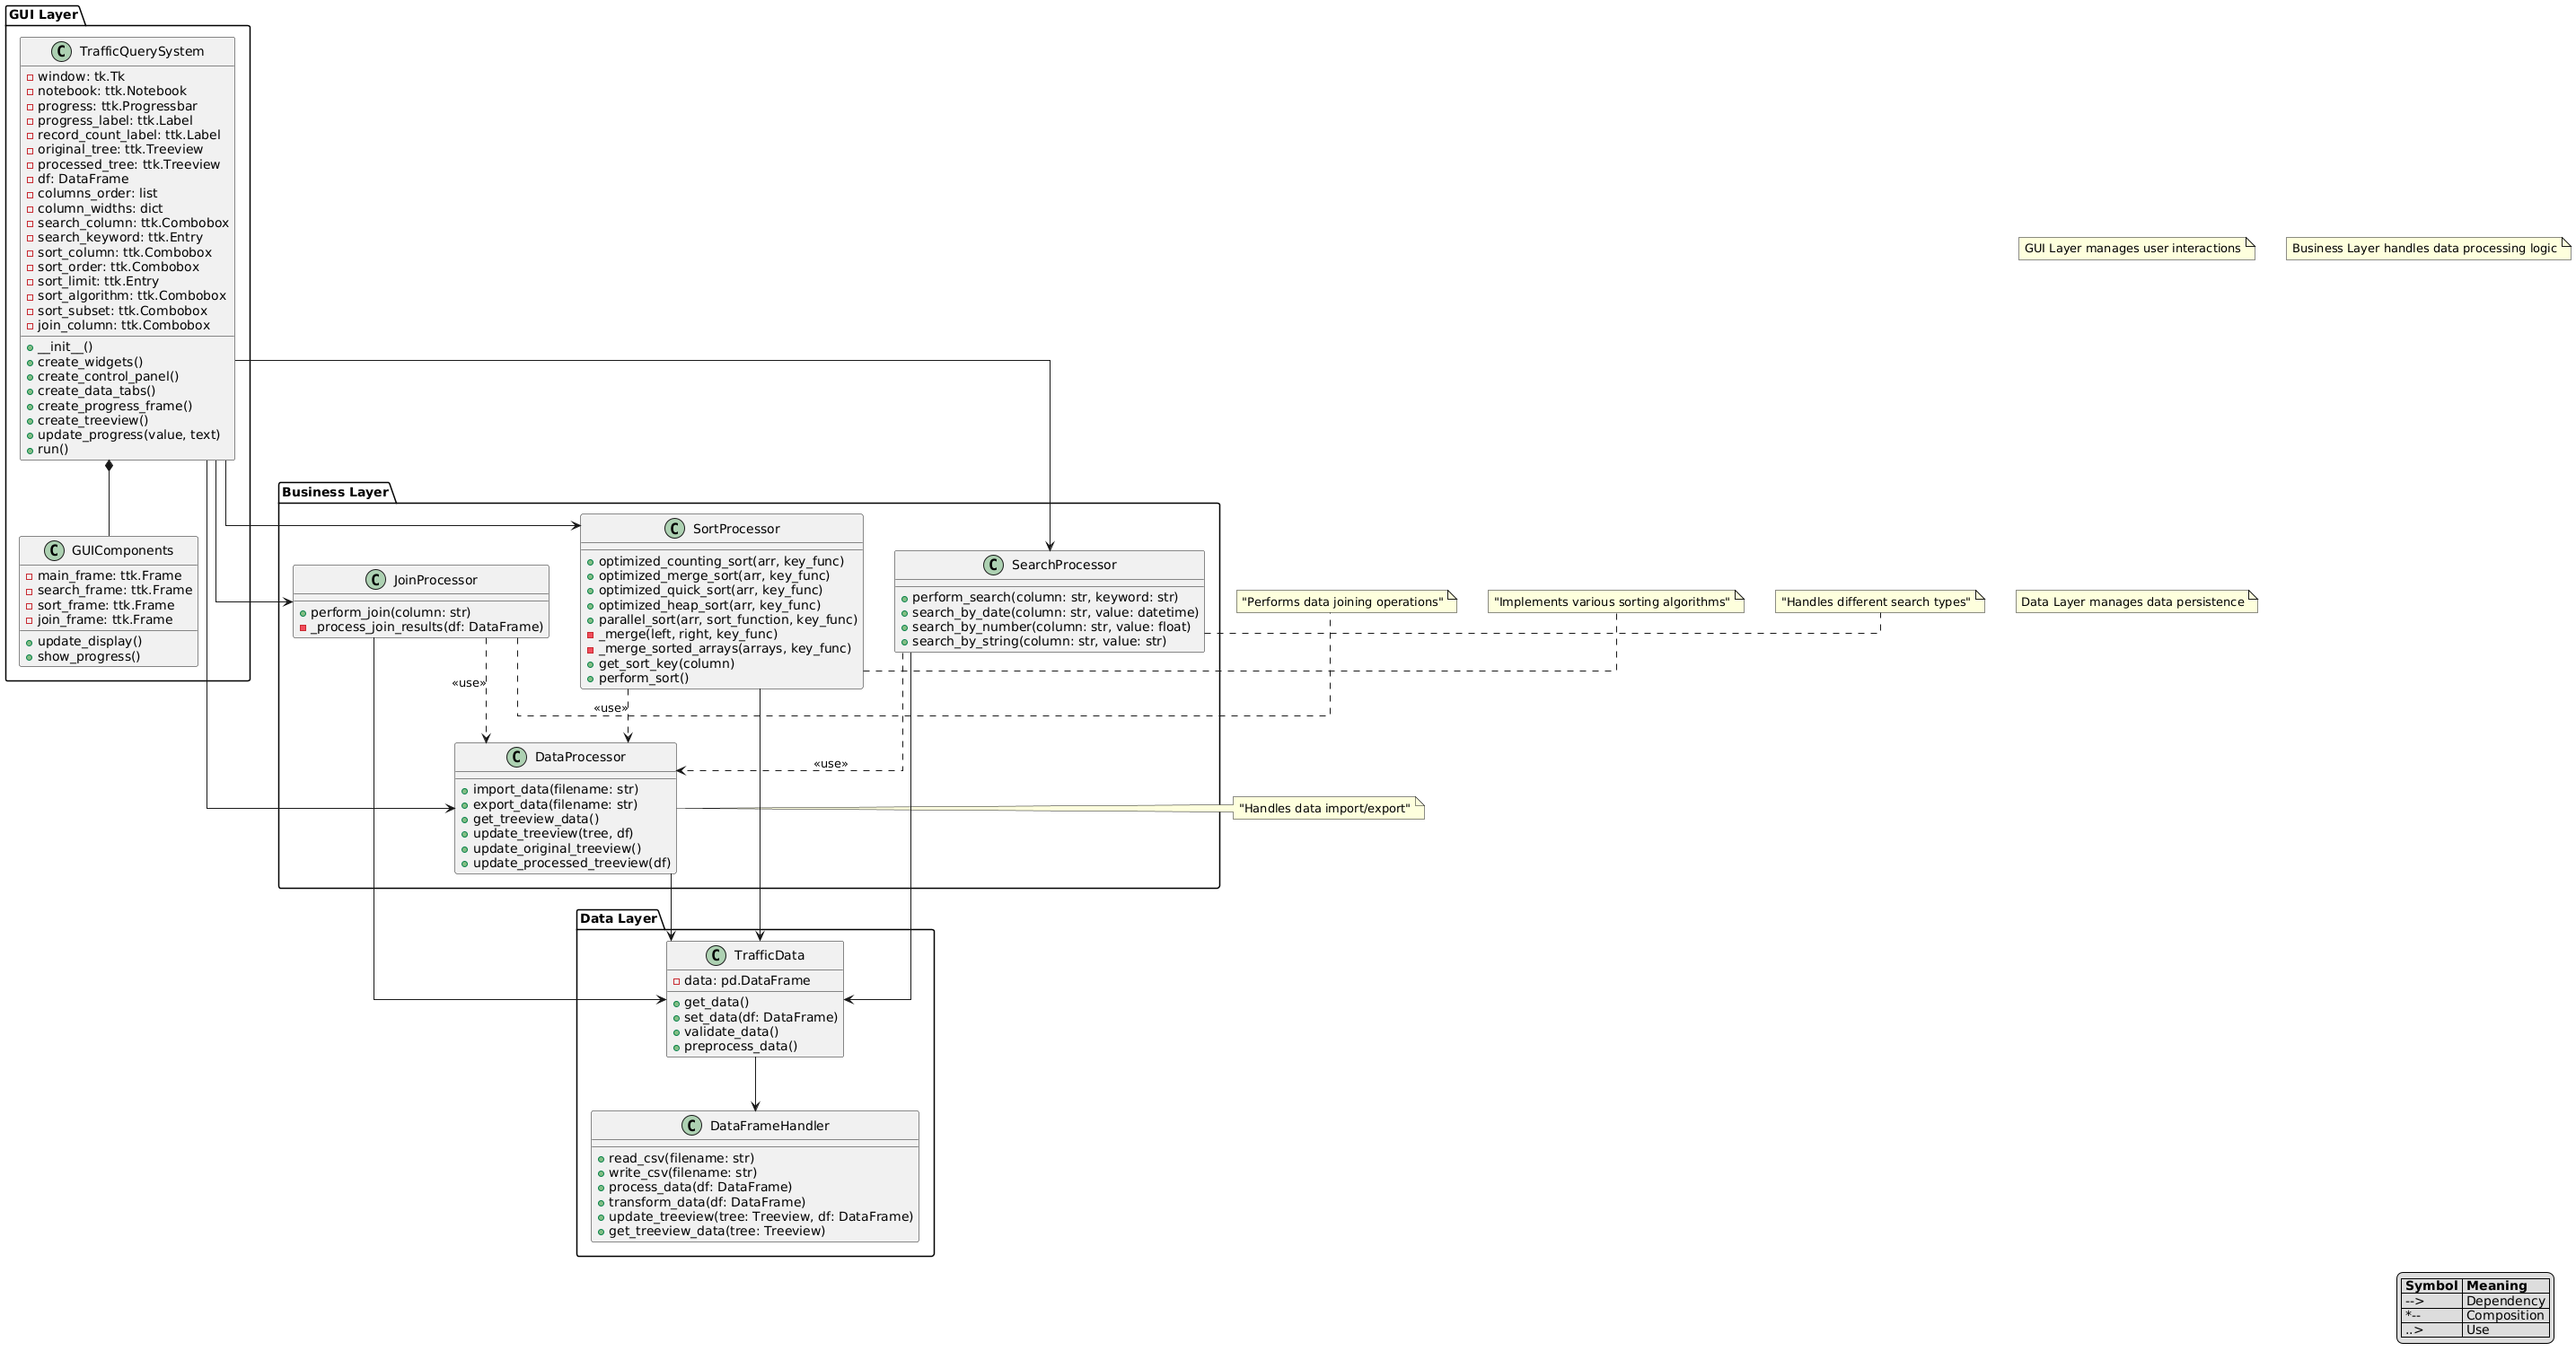 GUI Layer
TrafficQuerySystem
window: tk.Tk
notebook: ttk.Notebook
progress: ttk.Progressbar
progress_label: ttk.Label
record_count_label: ttk.Label
original_tree: ttk.Treeview
processed_tree: ttk.Treeview
df: DataFrame
columns_order: list
column_widths: dict
search_column: ttk.Combobox
search_keyword: ttk.Entry
sort_column: ttk.Combobox
sort_order: ttk.Combobox
sort_limit: ttk.Entry
sort_algorithm: ttk.Combobox
sort_subset: ttk.Combobox
join_column: ttk.Combobox
__init__()
create_widgets()
create_control_panel()
create_data_tabs()
create_progress_frame()
create_treeview()
update_progress(value, text)
run()
GUI Layer manages user interactions
Business Layer handles data processing logic
GUIComponents
main_frame: ttk.Frame
search_frame: ttk.Frame
sort_frame: ttk.Frame
join_frame: ttk.Frame
update_display()
show_progress()
Business Layer
JoinProcessor
perform_join(column: str)
_process_join_results(df: DataFrame)
SortProcessor
optimized_counting_sort(arr, key_func)
optimized_merge_sort(arr, key_func)
optimized_quick_sort(arr, key_func)
optimized_heap_sort(arr, key_func)
parallel_sort(arr, sort_function, key_func)
_merge(left, right, key_func)
_merge_sorted_arrays(arrays, key_func)
get_sort_key(column)
perform_sort()
SearchProcessor
perform_search(column: str, keyword: str)
search_by_date(column: str, value: datetime)
search_by_number(column: str, value: float)
search_by_string(column: str, value: str)
"Performs data joining operations"
"Implements various sorting algorithms"
"Handles different search types"
Data Layer manages data persistence
«use»
«use»
«use»
DataProcessor
import_data(filename: str)
export_data(filename: str)
get_treeview_data()
update_treeview(tree, df)
update_original_treeview()
update_processed_treeview(df)
"Handles data import/export"
Data Layer
TrafficData
data: pd.DataFrame
get_data()
set_data(df: DataFrame)
validate_data()
preprocess_data()
DataFrameHandler
read_csv(filename: str)
write_csv(filename: str)
process_data(df: DataFrame)
transform_data(df: DataFrame)
update_treeview(tree: Treeview, df: DataFrame)
get_treeview_data(tree: Treeview)
Symbol Meaning
--> Dependency
*-- Composition
..> Use